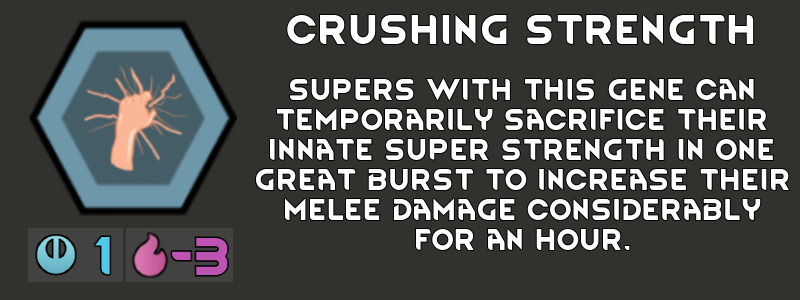 CRUSHING STRENGTH
SUPERS WITH THIS GENE CAN
TEMPORARILY SACRIFICE THEIR
INNATE SUPER STRENGTH IN ONE
GREAT BURST TO INCREASE THEIR
MELEE DAMAGE CONSIDERABLY
FOR AN HOUR.
1 -3